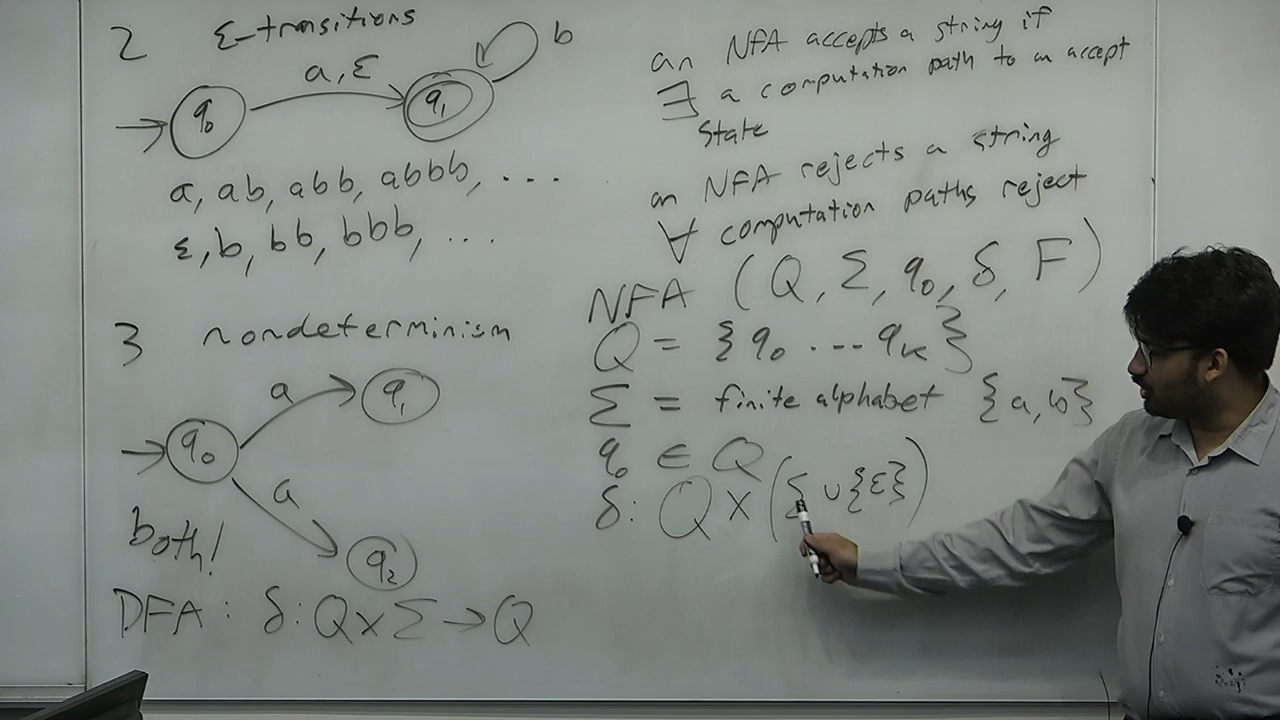 2 ε-transitions
a, ε
b
q₀
q₁
a, ab, abb, abbb, ...
ε, b, bb, bbb, ...
3 nondeterminism
a
q₁
q₀
a
both!
q₂
DFA: δ: Q × Σ → Q
an NFA accepts a string if
∃ a computation path to an accept
state
an NFA rejects a string
∀ computation paths reject
NFA (Q, Σ, q₀, δ, F)
Q = {q₀ ... qₖ}
Σ = finite alphabet {a, b}
q₀ ∈ Q
δ: Q × (Σ ∪ {ε})